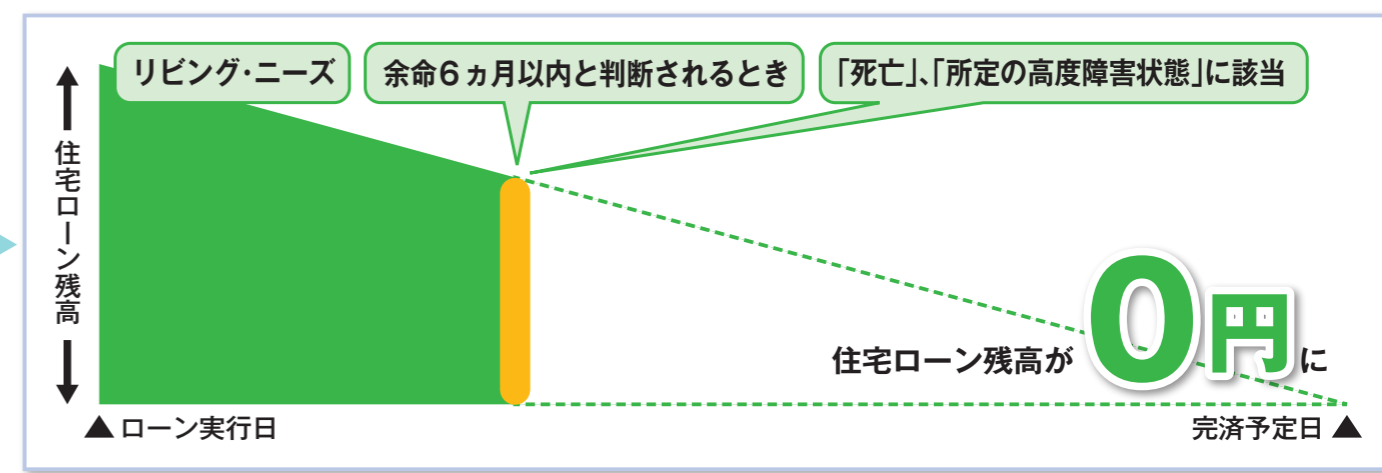 リビング・ニーズ
余命6ヵ月以内と判断されるとき
「死亡」、「所定の高度障害状態」に該当
住宅ローン残高
住宅ローン残高が0円に
▲ローン実行日
完済予定日▲